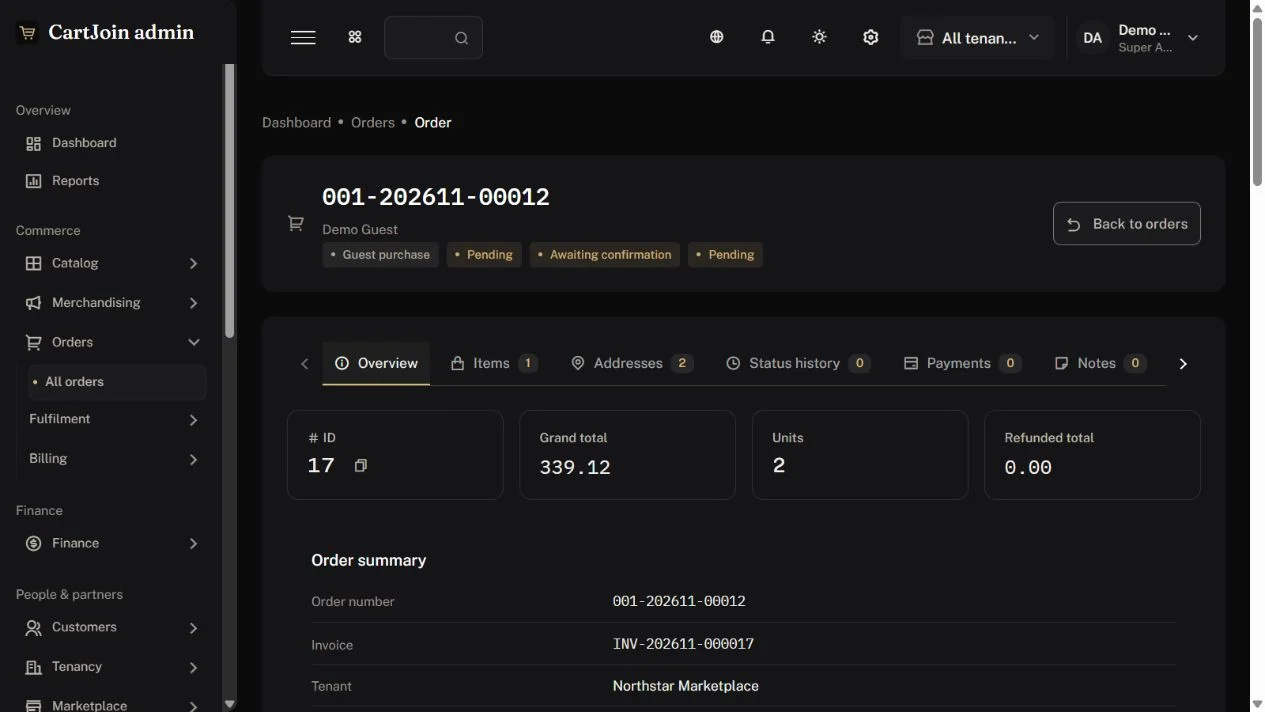 CartJoin admin
Overview
Dashboard
Reports
Commerce
Catalog
Merchandising
Orders
All orders
Fulfilment
Billing
Finance
Finance
People & partners
Customers
Tenancy
Marketplace
All tenan...
DA
Demo ...
Super A...
Dashboard • Orders • Order
001-202611-00012
Demo Guest
• Guest purchase • Pending • Awaiting confirmation • Pending
Back to orders
Overview Items 1 Addresses 2 Status history 0 Payments 0 Notes 0
# ID
17
Grand total
339.12
Units
2
Refunded total
0.00
Order summary
Order number 001-202611-00012
Invoice INV-202611-000017
Tenant Northstar Marketplace